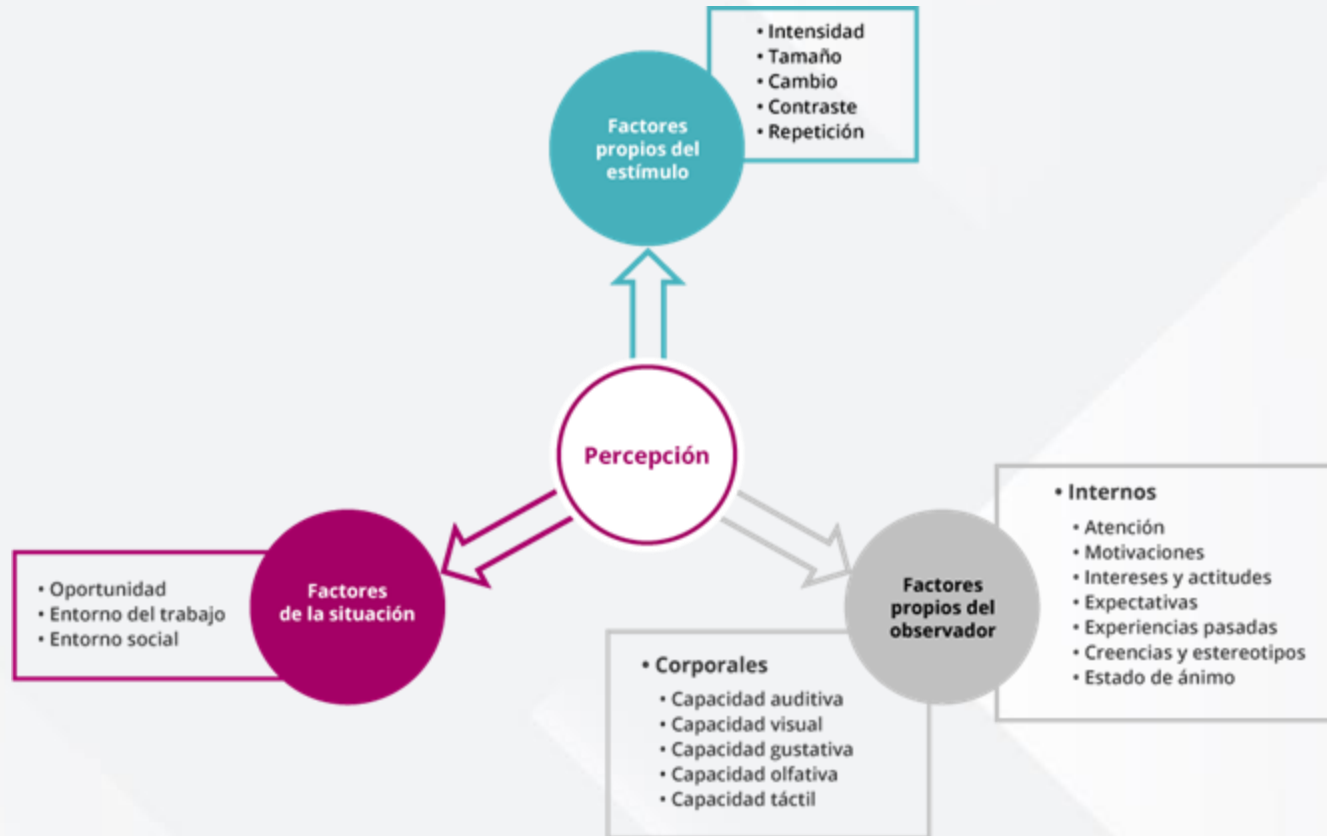 • Intensidad
• Tamaño
• Cambio
• Contraste
• Repetición
Factores
propios del
estímulo
Percepción
• Oportunidad
• Entorno del trabajo
• Entorno social
Factores
de la situación
Factores
propios del
observador
• Internos
• Atención
• Motivaciones
• Intereses y actitudes
• Expectativas
• Experiencias pasadas
• Creencias y estereotipos
• Estado de ánimo
• Corporales
• Capacidad auditiva
• Capacidad visual
• Capacidad gustativa
• Capacidad olfativa
• Capacidad táctil